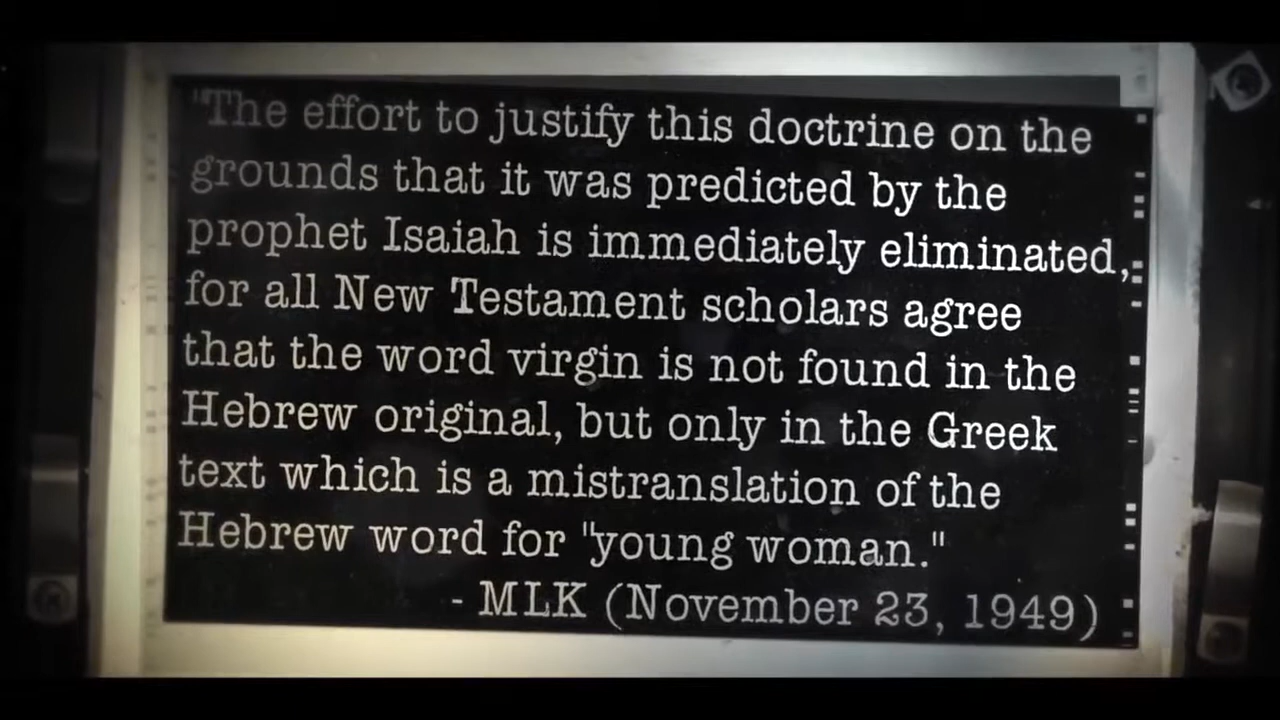 "The effort to justify this doctrine on the
grounds that it was predicted by the
prophet Isaiah is immediately eliminated,
for all New Testament scholars agree
that the word virgin is not found in the
Hebrew original, but only in the Greek
text which is a mistranslation of the
Hebrew word for "young woman."
- MLK (November 23, 1949)